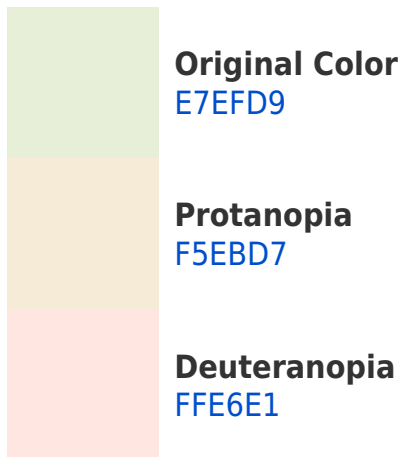 Original Color
E7EFD9
Protanopia
F5EBD7
Deuteranopia
FFE6E1